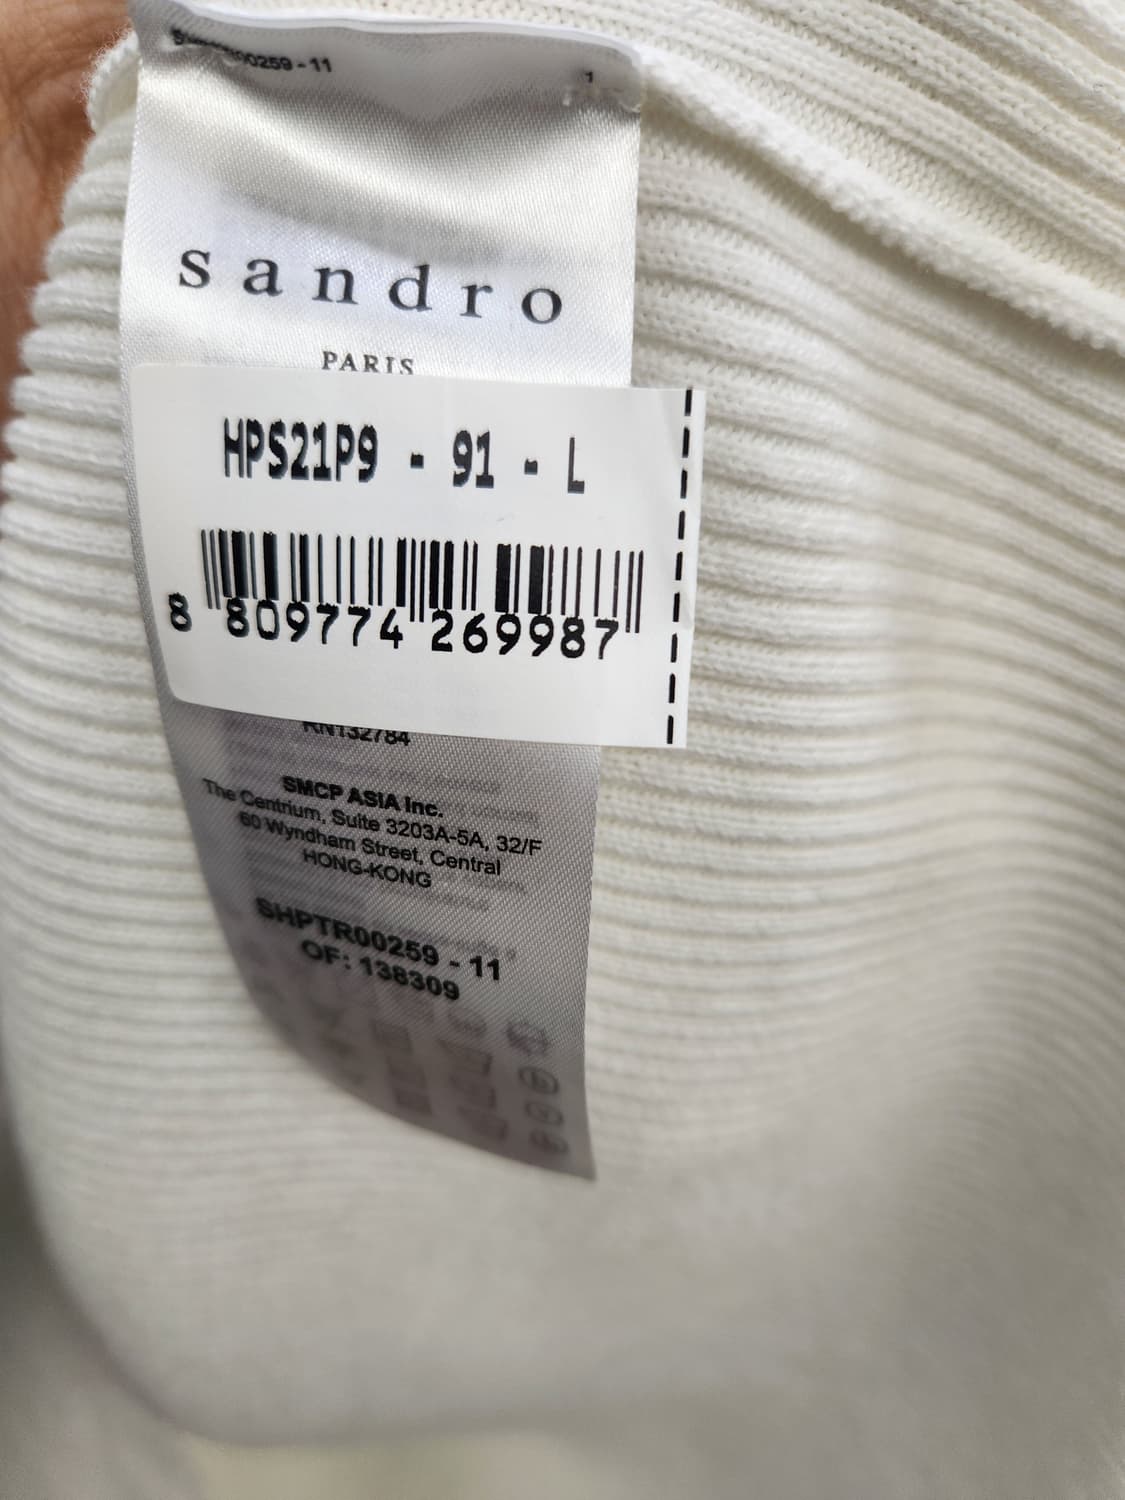 00259 - 11
1
sandro
PARIS
HPS21P9 - 91 - L
8 809774 269987
RN132784
SMCP ASIA Inc.
The Centrium, Suite 3203A-5A, 32/F
60 Wyndham Street, Central
HONG-KONG
SHPTR00259 - 11
OF: 138309